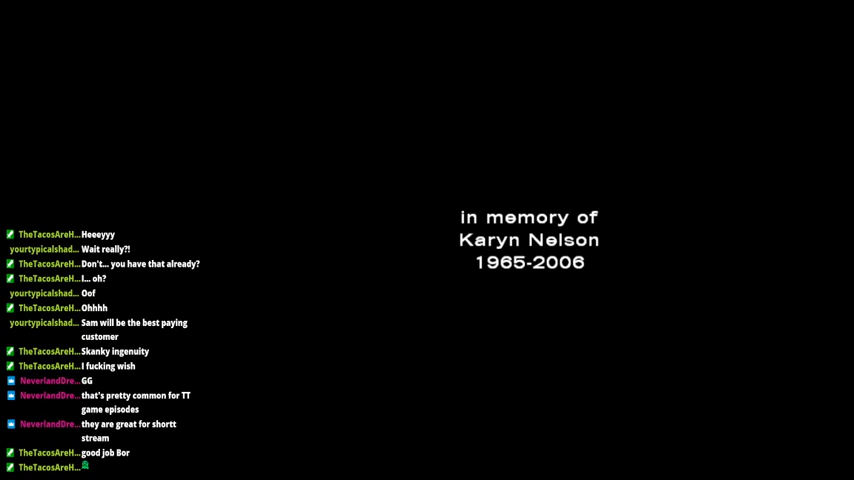 in memory of
Karyn Nelson
1965-2006
TheTacosAreH... Heeeyyy
yourtypicalshad... Wait really?!
TheTacosAreH... Don't... you have that already?
TheTacosAreH... I... oh?
yourtypicalshad... Oof
TheTacosAreH... Ohhhh
yourtypicalshad... Sam will be the best paying
customer
TheTacosAreH... Skanky ingenuity
TheTacosAreH... I fucking wish
NeverlandDre... GG
NeverlandDre... that's pretty common for TT
game episodes
NeverlandDre... they are great for shortt
stream
TheTacosAreH... good job Bor
TheTacosAreH...